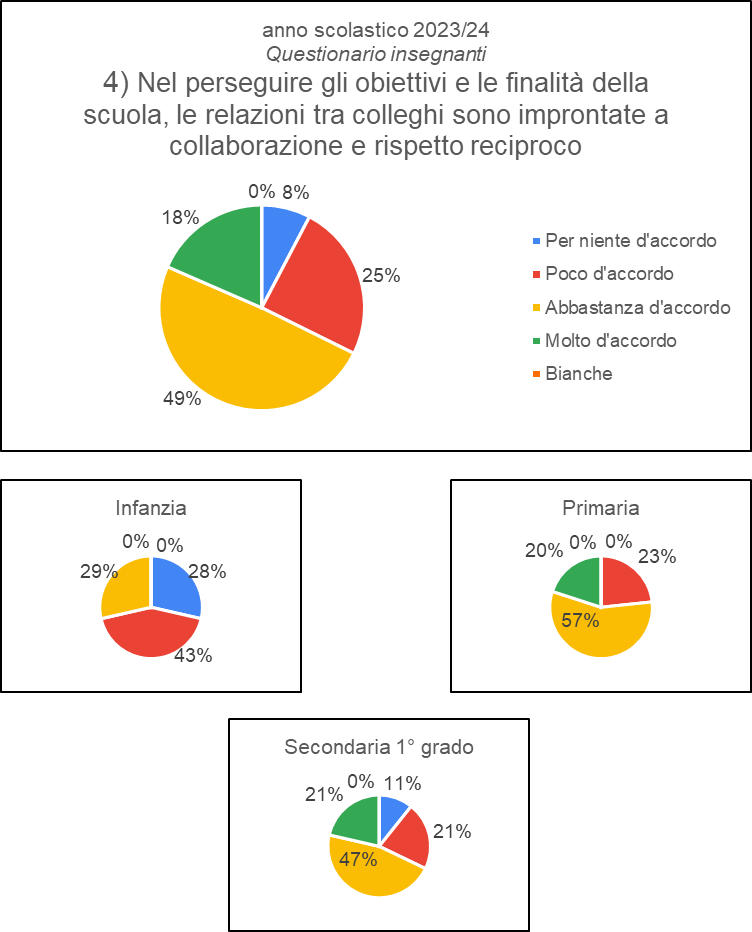 anno scolastico 2023/24
Questionario insegnanti
4) Nel perseguire gli obiettivi e le finalità della
scuola, le relazioni tra colleghi sono improntate a
collaborazione e rispetto reciproco
0% 8%
18%
25%
49%
Per niente d'accordo
Poco d'accordo
Abbastanza d'accordo
Molto d'accordo
Bianche
Infanzia
0% 0%
29% 28%
43%
Primaria
0% 0%
20% 23%
57%
Secondaria 1° grado
0% 11%
21%
21%
47%